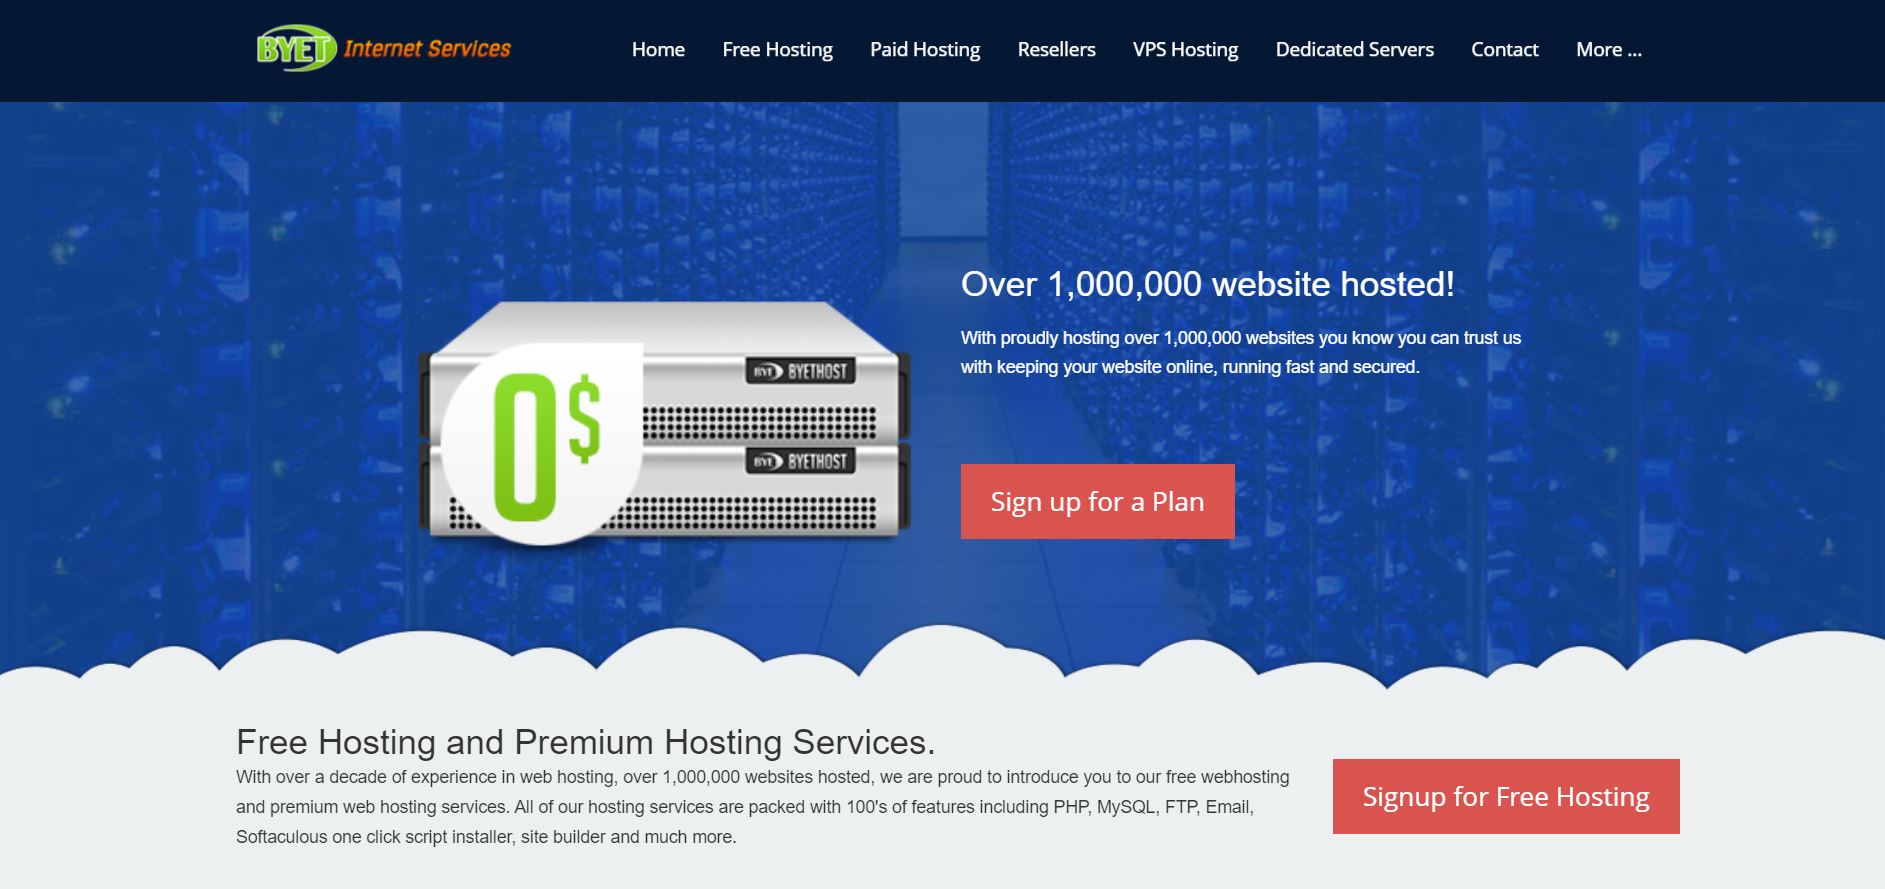 BYET Internet Services
Home Free Hosting Paid Hosting Resellers VPS Hosting Dedicated Servers Contact More ...
Over 1,000,000 website hosted!
With proudly hosting over 1,000,000 websites you know you can trust us
with keeping your website online, running fast and secured.
BYET BYETHOST
0$
BYET BYETHOST
Sign up for a Plan
Free Hosting and Premium Hosting Services.
With over a decade of experience in web hosting, over 1,000,000 websites hosted, we are proud to introduce you to our free webhosting
and premium web hosting services. All of our hosting services are packed with 100's of features including PHP, MySQL, FTP, Email,
Softaculous one click script installer, site builder and much more.
Signup for Free Hosting